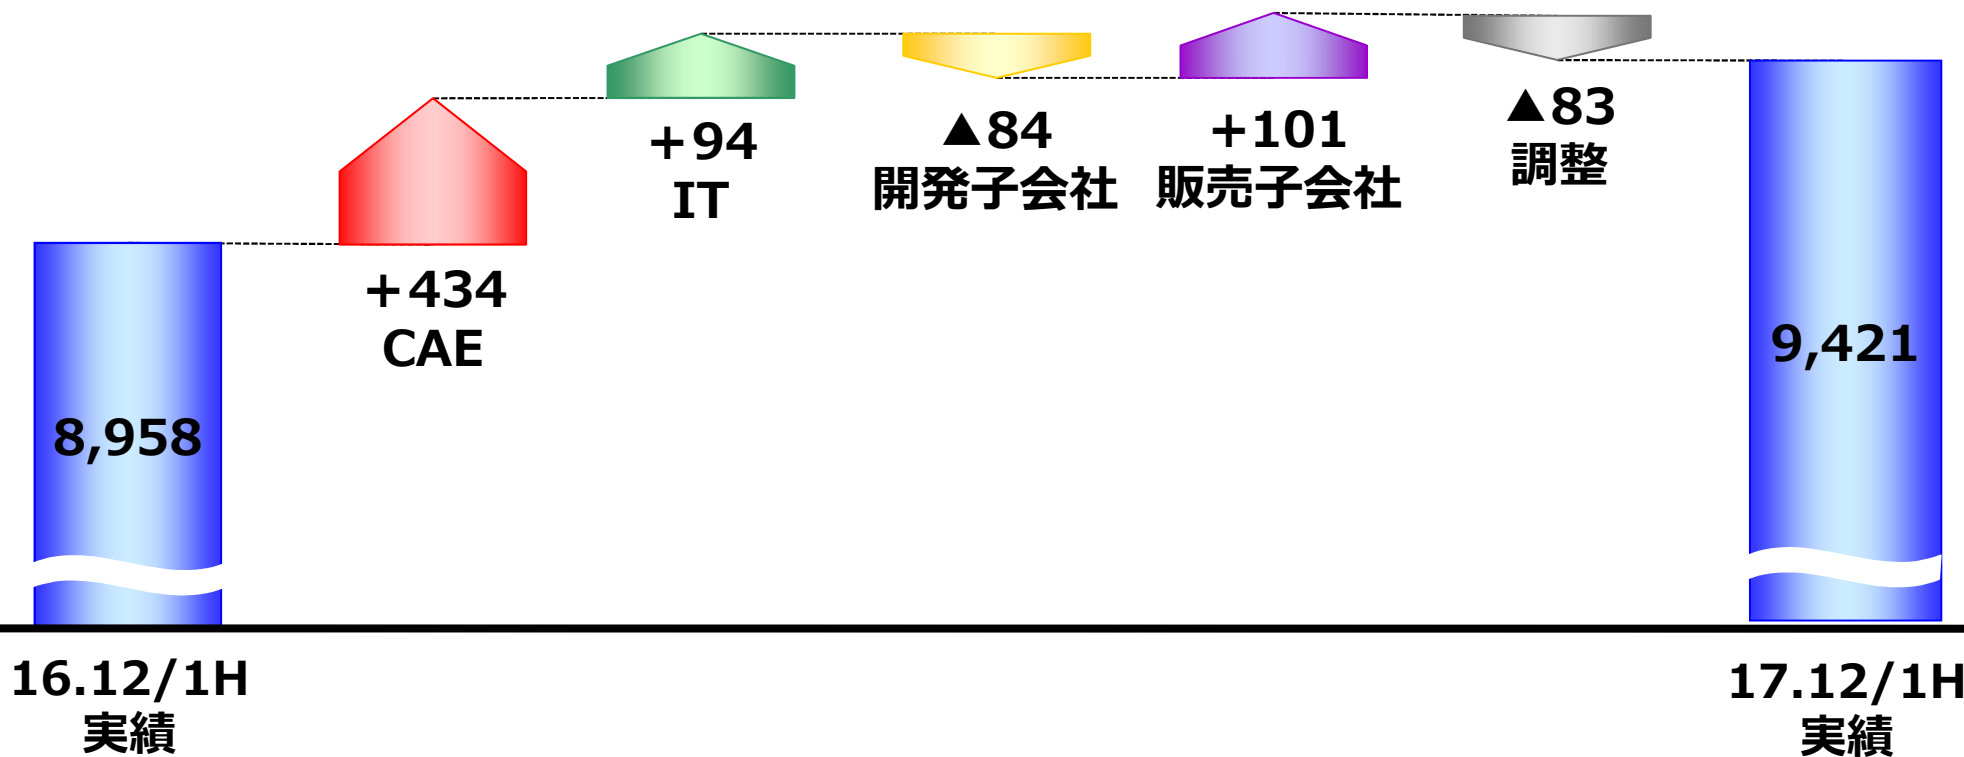 +94
IT
▲84
開発子会社
+101
販売子会社
▲83
調整
+434
CAE
8,958
9,421
16.12/1H
実績
17.12/1H
実績